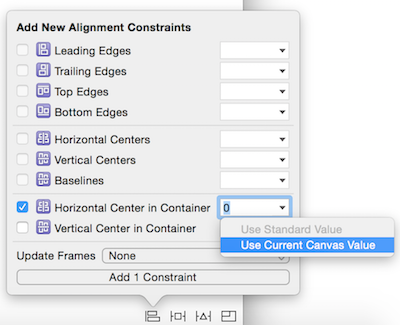 Add New Alignment Constraints
Leading Edges
Trailing Edges
Top Edges
Bottom Edges
Horizontal Centers
Vertical Centers
Baselines
Horizontal Center in Container 0
Vertical Center in Container
Use Standard Value
Use Current Canvas Value
Update Frames None
Add 1 Constraint